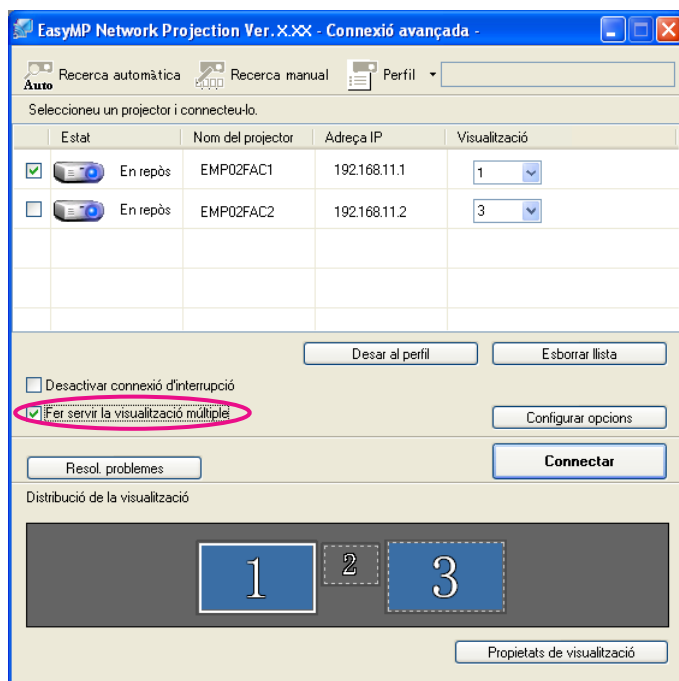 EasyMP Network Projection Ver.X.XX - Connexió avançada -
Auto Recerca automàtica Recerca manual Perfil
Seleccioneu un projector i connecteu-lo.
Estat Nom del projector Adreça IP Visualització
En repòs EMP02FAC1 192.168.11.1 1
En repòs EMP02FAC2 192.168.11.2 3
Desar al perfil Esborrar llista
Desactivar connexió d'interrupció
Fer servir la visualització múltiple Configurar opcions
Resol. problemes Connectar
Distribució de la visualització
1 2 3
Propietats de visualització